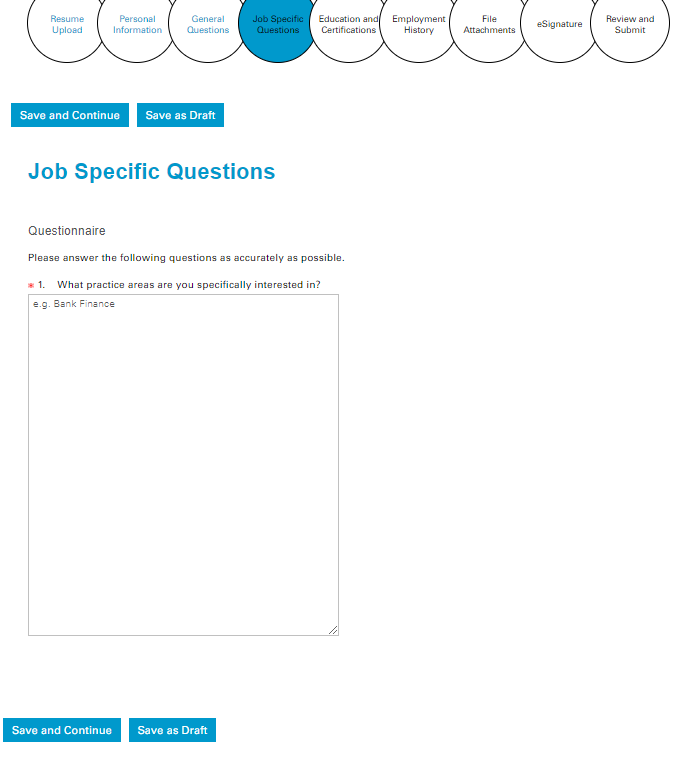 Resume Upload
Personal Information
General Questions
Job Specific Questions
Education and Certifications
Employment History
File Attachments
eSignature
Review and Submit
Save and Continue Save as Draft
Job Specific Questions
Questionnaire
Please answer the following questions as accurately as possible.
* 1. What practice areas are you specifically interested in?
e.g. Bank Finance
Save and Continue Save as Draft